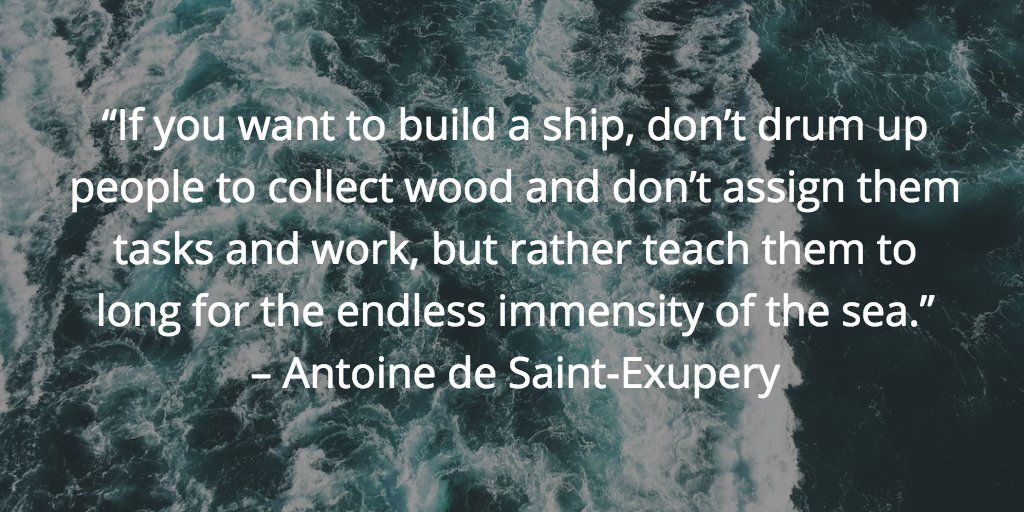 “If you want to build a ship, don’t drum up
people to collect wood and don’t assign them
tasks and work, but rather teach them to
long for the endless immensity of the sea.”
– Antoine de Saint-Exupery